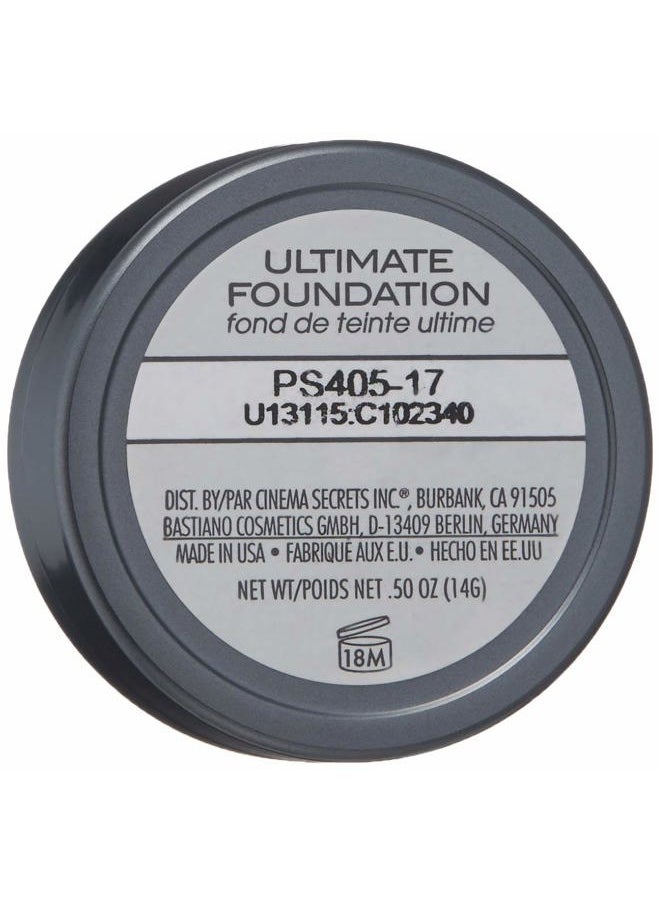 ULTIMATE
FOUNDATION
fond de teinte ultime
PS405-17
U13115:C102340
DIST. BY/PAR CINEMA SECRETS INC®, BURBANK, CA 91505
BASTIANO COSMETICS GMBH, D-13409 BERLIN, GERMANY
MADE IN USA • FABRIQUÉ AUX E.U. • HECHO EN EE.UU
NET WT/POIDS NET .50 OZ (14G)
18M